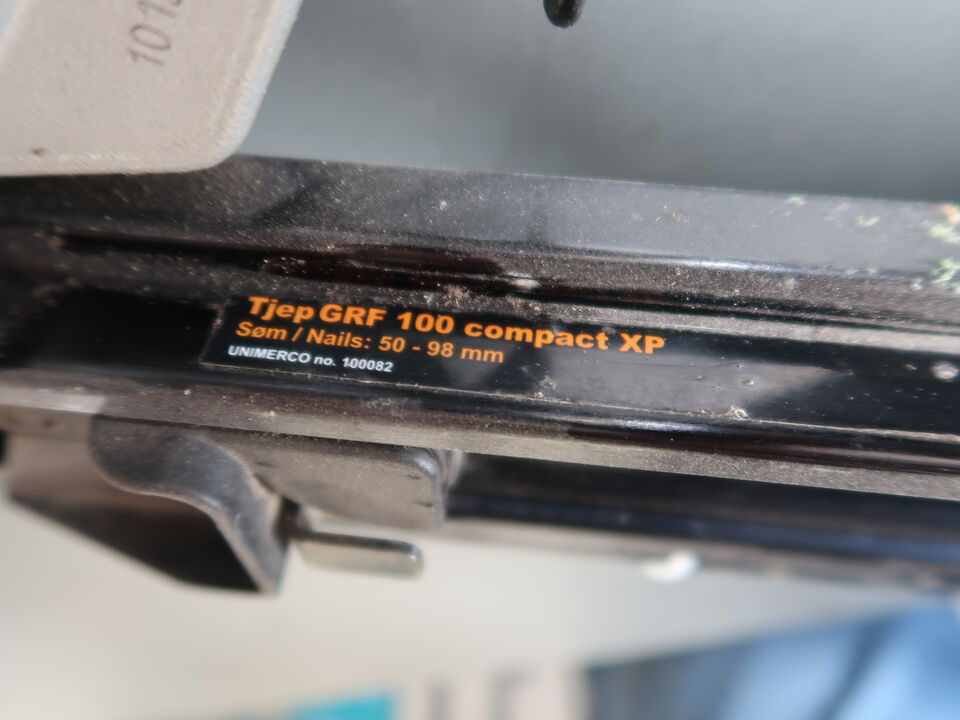 Tjep GRF 100 compact XP
Søm / Nails: 50 - 98 mm
UNIMERCO no. 100082